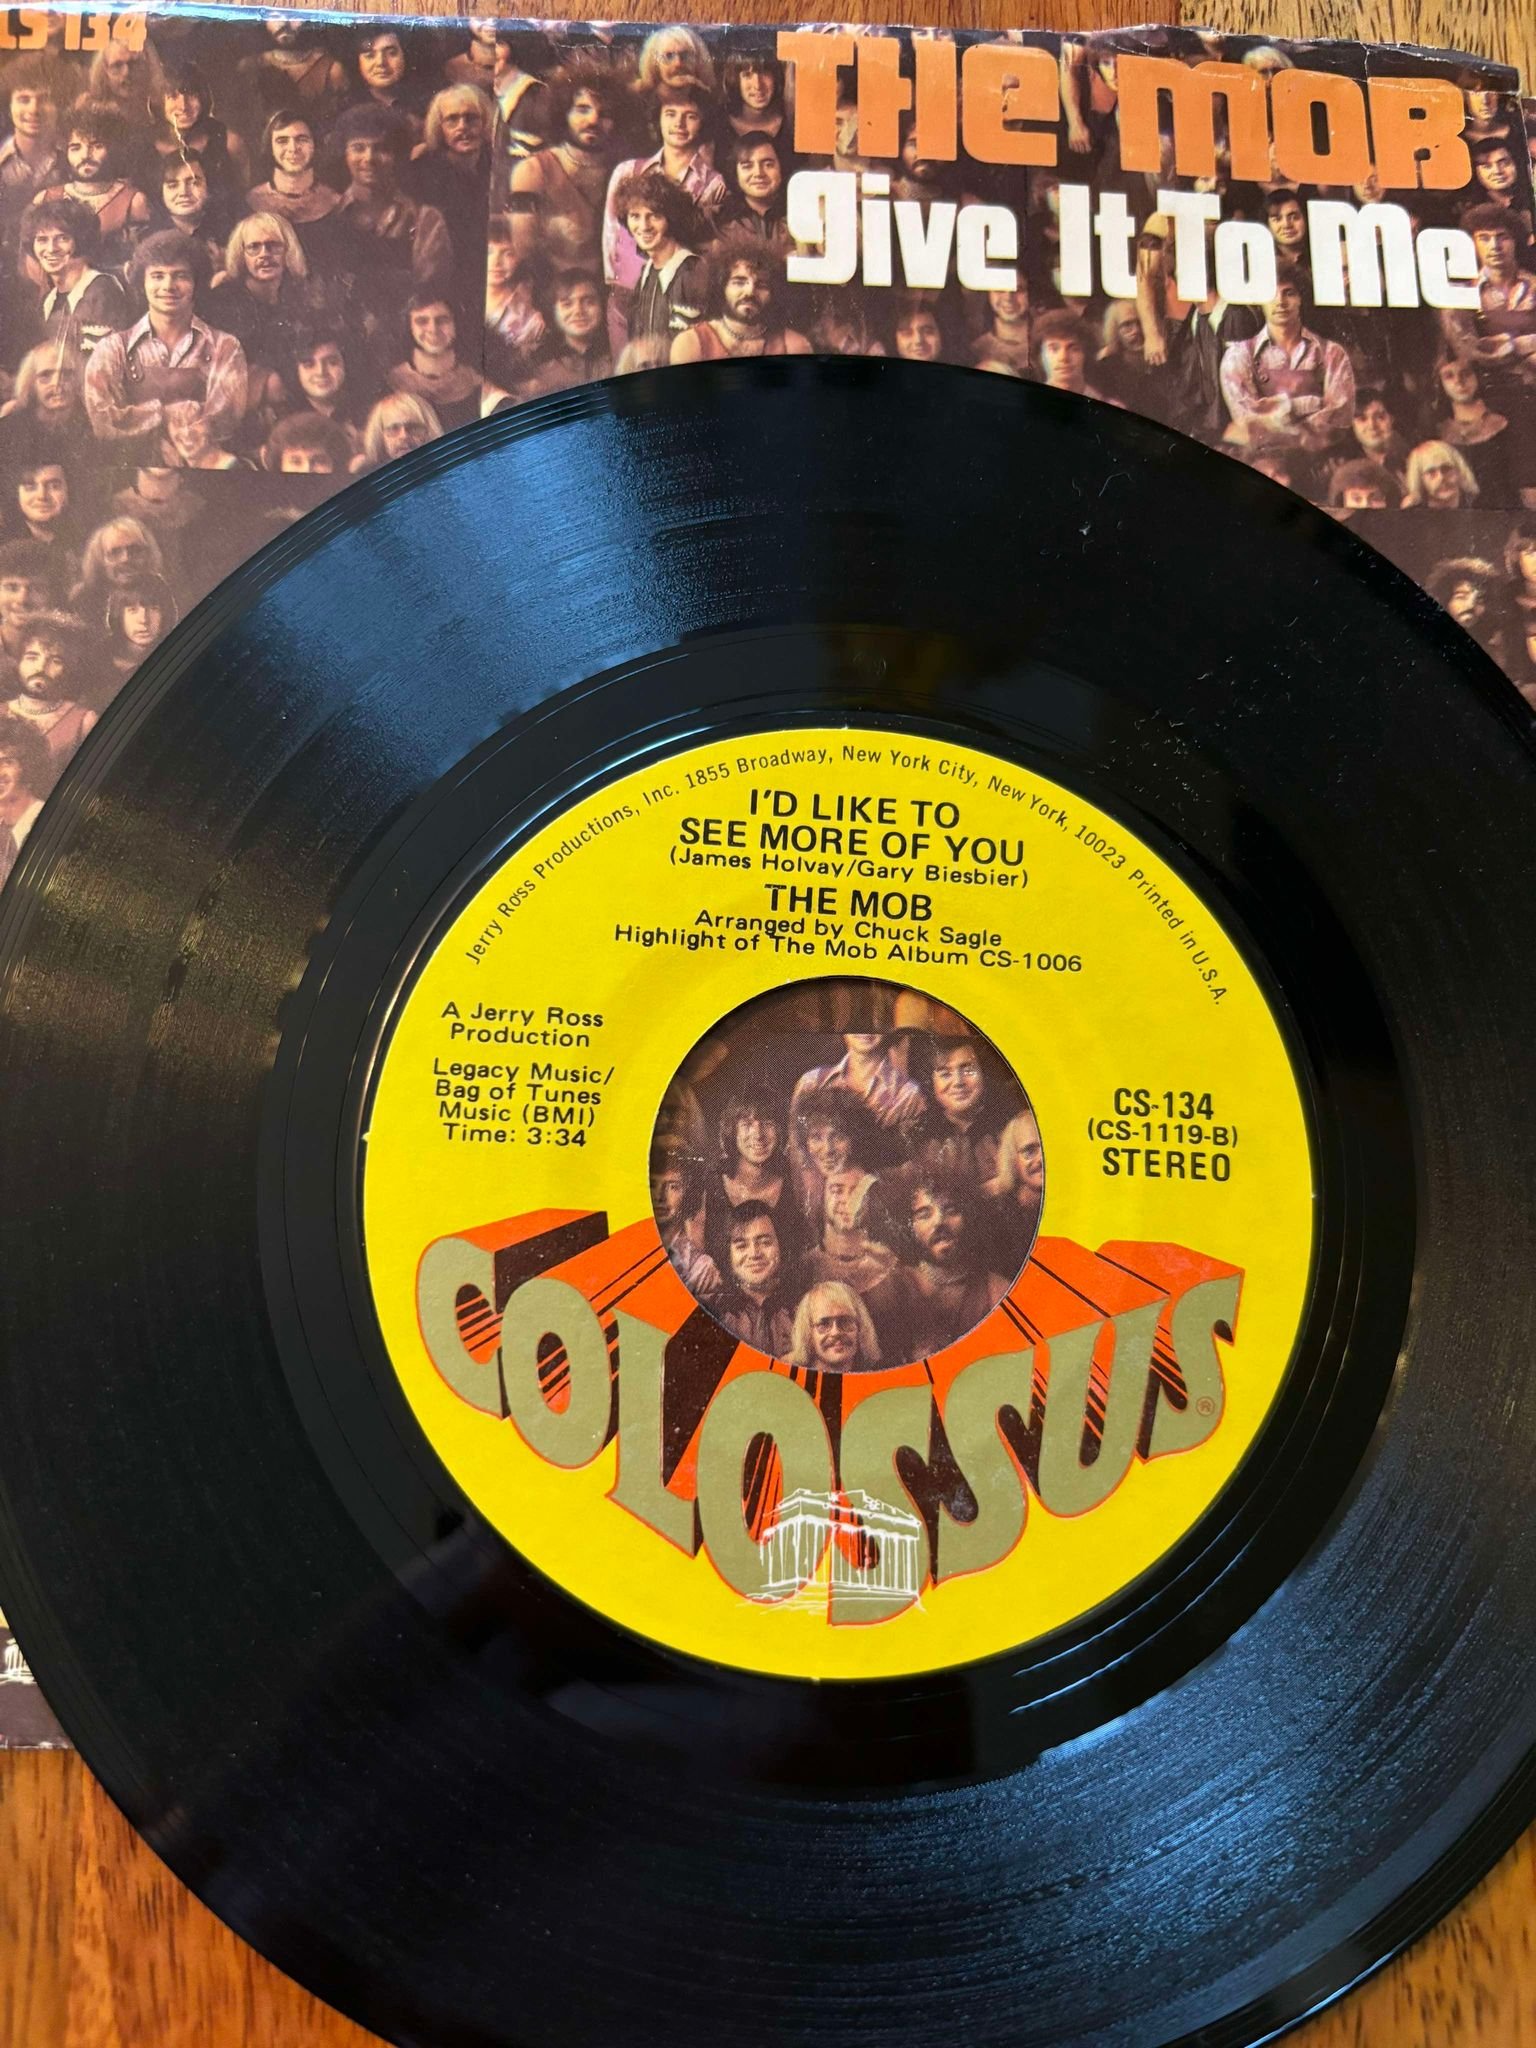 CS 134
THE MOB
give It To Me
Jerry Ross Productions, Inc. 1855 Broadway, New York City, New York, 10023 Printed in U.S.A.
I'D LIKE TO
SEE MORE OF YOU
(James Holvay/Gary Biesbier)
THE MOB
Arranged by Chuck Sagle
Highlight of The Mob Album CS-1006
A Jerry Ross
Production
Legacy Music/
Bag of Tunes
Music (BMI)
Time: 3:34
CS-134
(CS-1119-B)
STEREO
COLOSSUS®